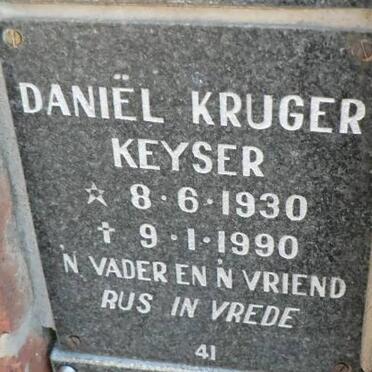 DANIËL KRUGER
KEYSER
☆ 8·6·1930
† 9·1·1990
'N VADER EN 'N VRIEND
RUS IN VREDE
41